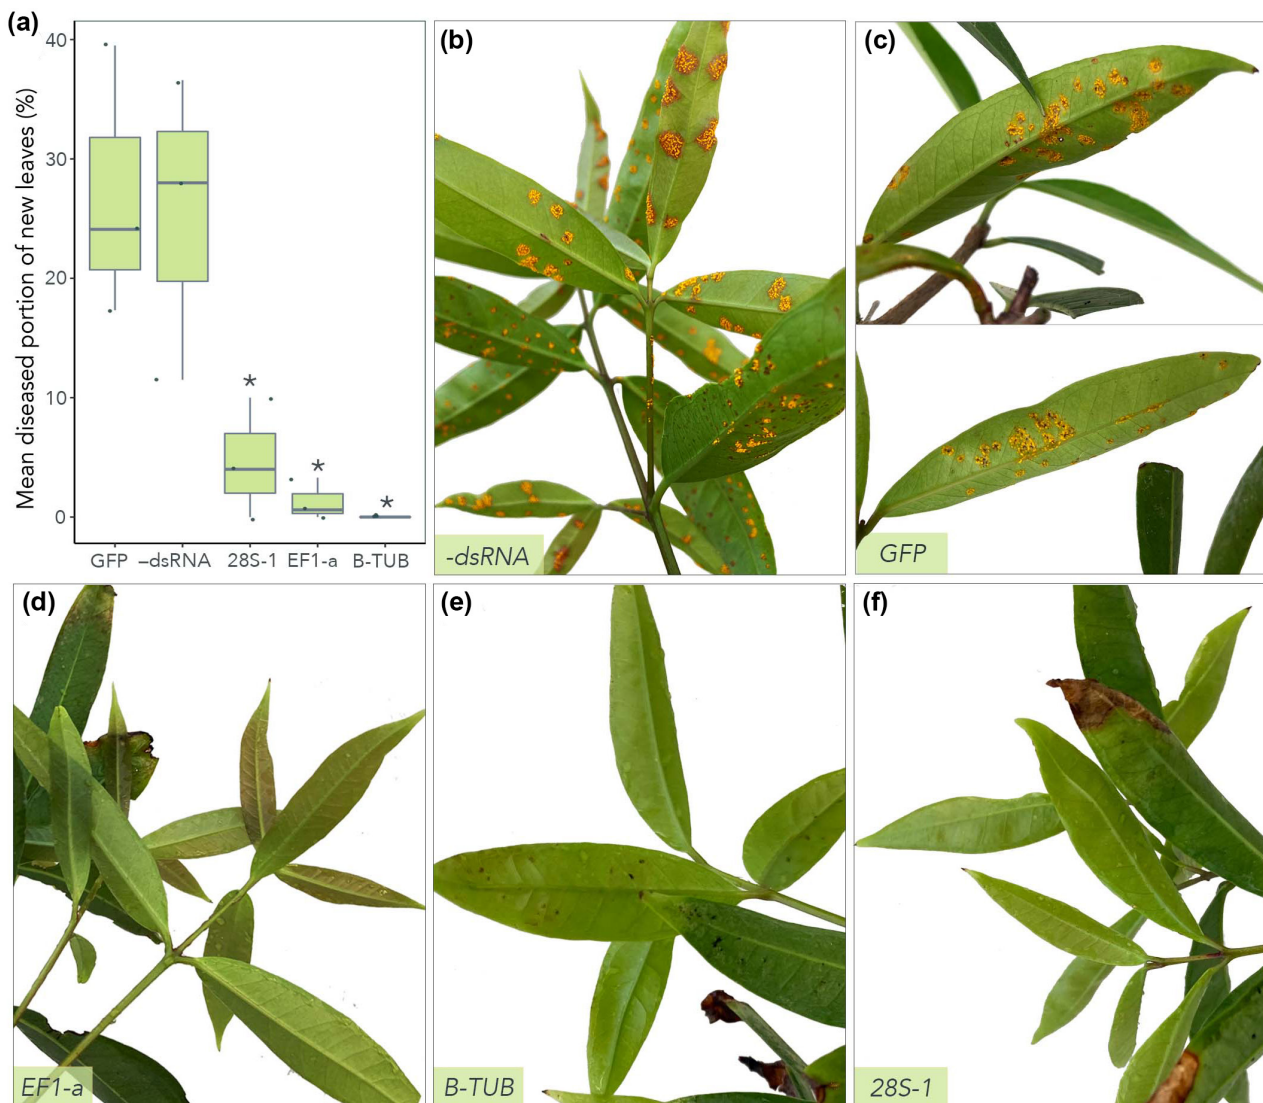 (a)
Mean diseased portion of new leaves (%)
40
30
20
10
0
*
*
*
GFP –dsRNA 28S-1 EF1-a B-TUB
(b)
-dsRNA
(c)
GFP
(d)
EF1-a
(e)
B-TUB
(f)
28S-1